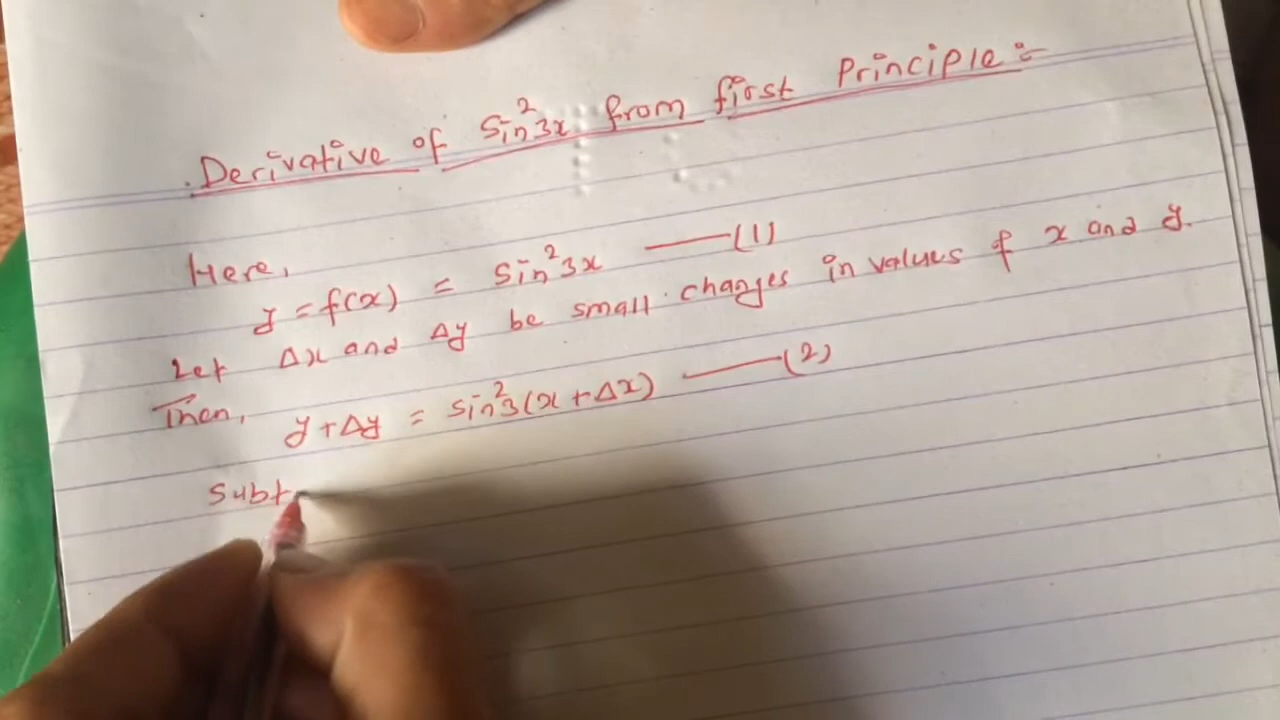 Derivative of sin²3x from first Principle:-
Here,
y = f(x) = sin²3x ——(1)
Let Δx and Δy be small changes in values of x and y.
Then,
y + Δy = sin²3(x + Δx) ——(2)
Subt